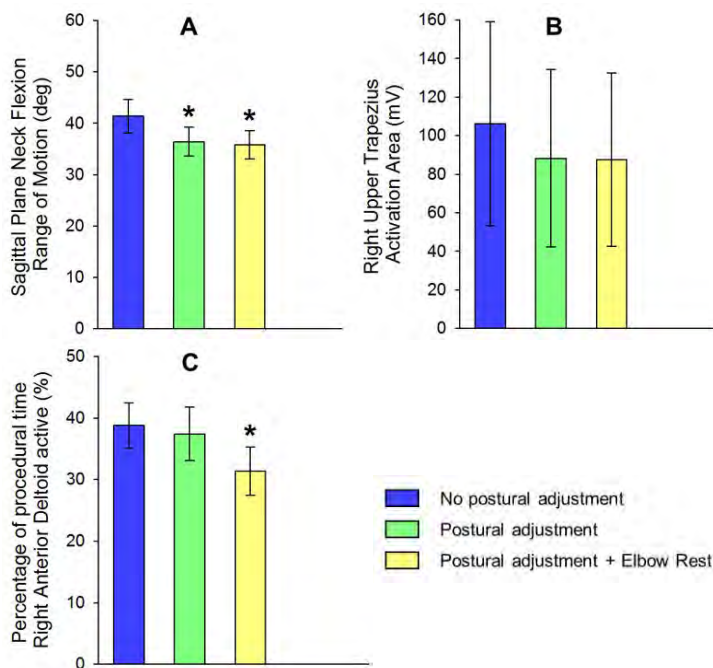 A
Sagittal Plane Neck Flexion
Range of Motion (deg)
60
50
40
30
20
10
0
*
*
B
Right Upper Trapezius
Activation Area (mV)
160
140
120
100
80
60
40
20
0
C
Percentage of procedural time
Right Anterior Deltoid active (%)
50
40
30
20
10
0
*
No postural adjustment
Postural adjustment
Postural adjustment + Elbow Rest